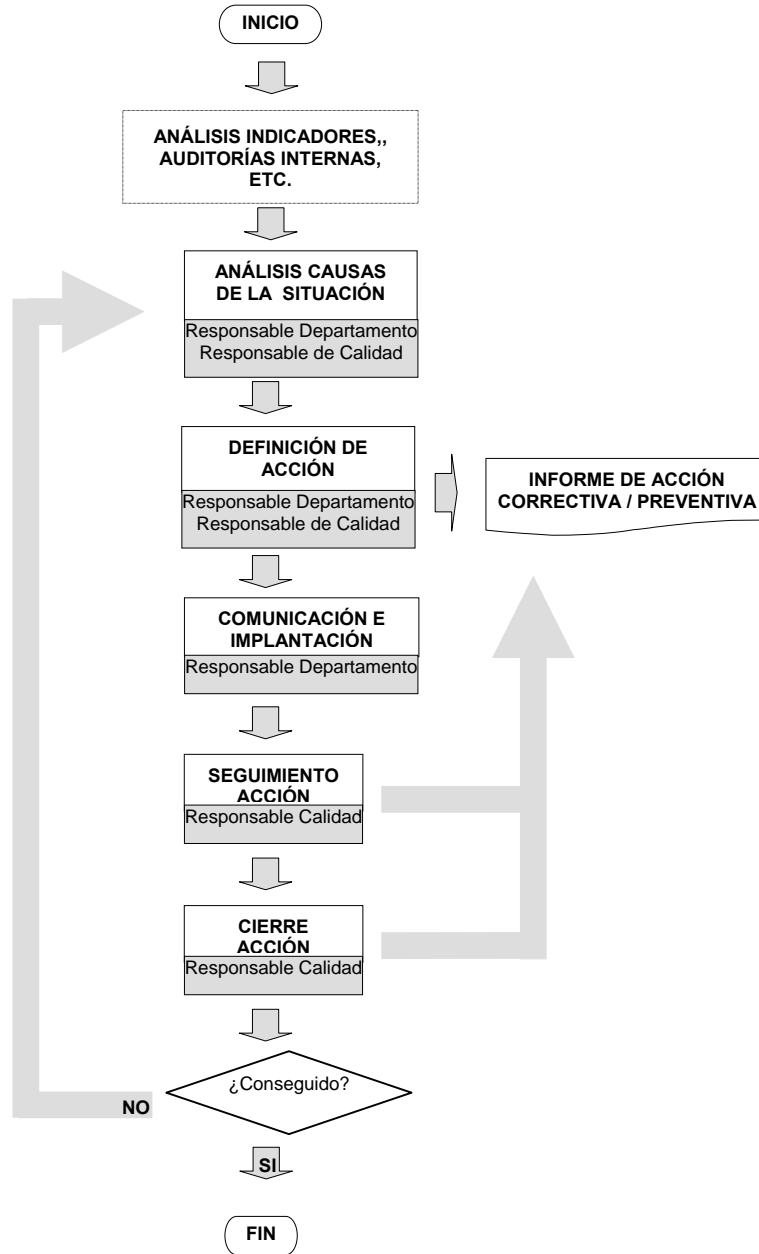 INICIO
ANÁLISIS INDICADORES,,
AUDITORÍAS INTERNAS,
ETC.
ANÁLISIS CAUSAS
DE LA SITUACIÓN
Responsable Departamento
Responsable de Calidad
DEFINICIÓN DE
ACCIÓN
Responsable Departamento
Responsable de Calidad
INFORME DE ACCIÓN
CORRECTIVA / PREVENTIVA
COMUNICACIÓN E
IMPLANTACIÓN
Responsable Departamento
SEGUIMIENTO
ACCIÓN
Responsable Calidad
CIERRE
ACCIÓN
Responsable Calidad
¿Conseguido?
NO
SI
FIN